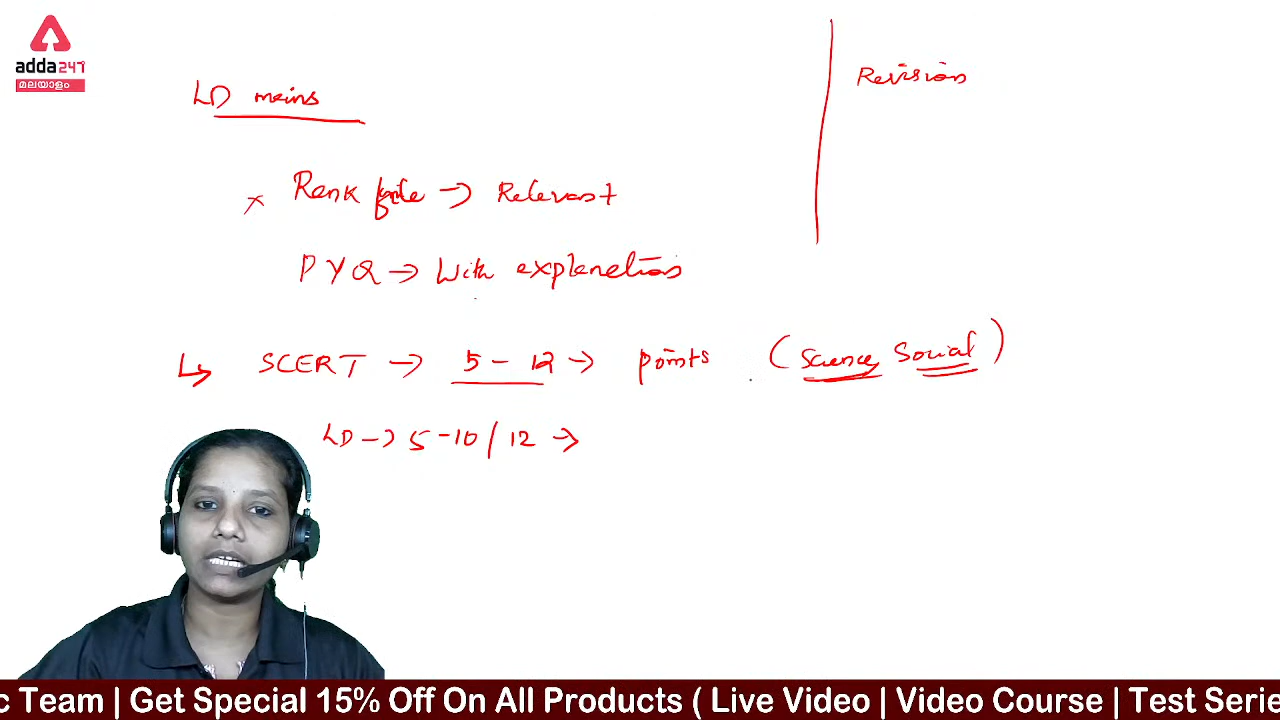 adda247
മലയാളം
LD mains
Revision
× Rank file → Relevant
PYQ → With explanations
↳ SCERT → 5 - 12 → points (Science, Social)
LD → 5 - 10 / 12 →
c Team | Get Special 15% Off On All Products ( Live Video | Video Course | Test Serie